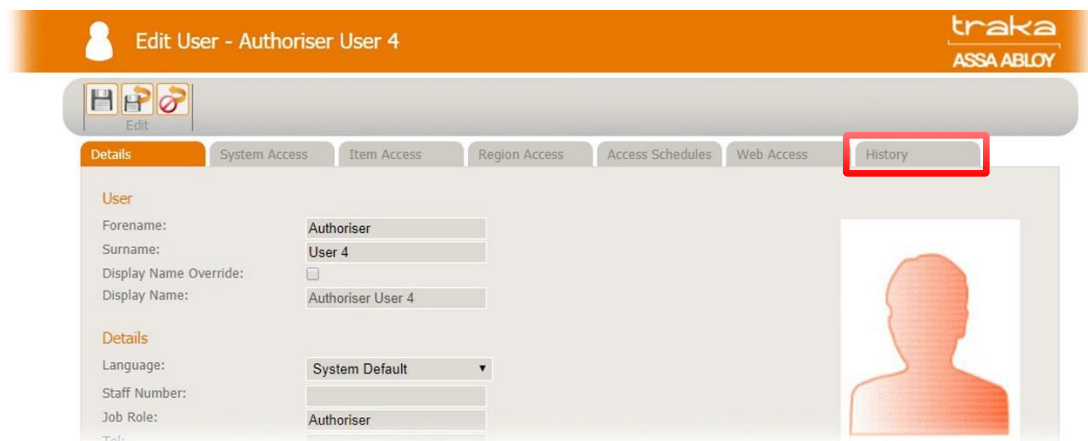 Edit User - Authoriser User 4
traka
ASSA ABLOY
Edit
Details System Access Item Access Region Access Access Schedules Web Access History
User
Forename: Authoriser
Surname: User 4
Display Name Override:
Display Name: Authoriser User 4
Details
Language: System Default
Staff Number:
Job Role: Authoriser
Tel: